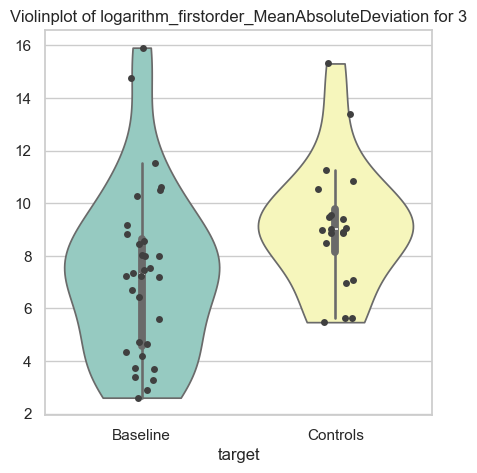 Violinplot of logarithm_firstorder_MeanAbsoluteDeviation for 3
16
14
12
10
8
6
4
2
Baseline Controls
target